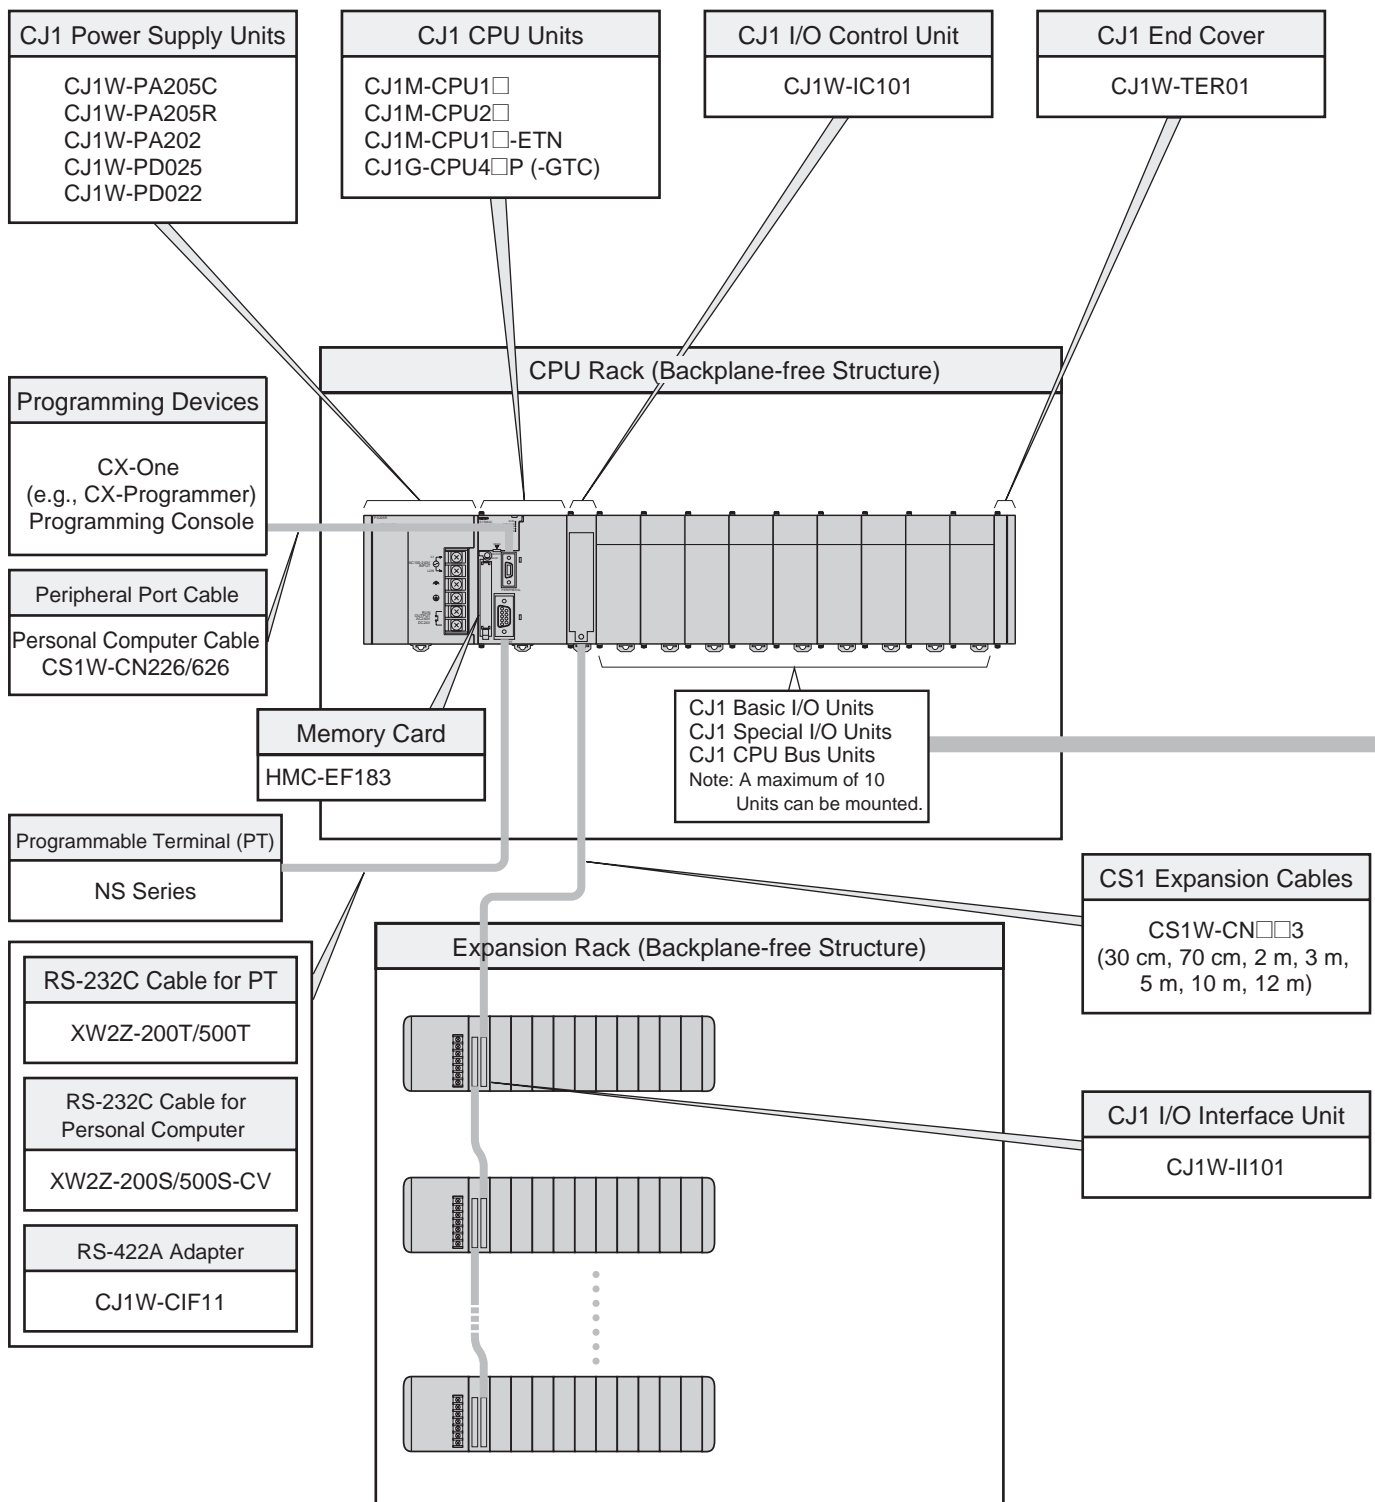 CJ1 Power Supply Units
CJ1W-PA205C
CJ1W-PA205R
CJ1W-PA202
CJ1W-PD025
CJ1W-PD022
CJ1 CPU Units
CJ1M-CPU1□
CJ1M-CPU2□
CJ1M-CPU1□-ETN
CJ1G-CPU4□P (-GTC)
CJ1 I/O Control Unit
CJ1W-IC101
CJ1 End Cover
CJ1W-TER01
CPU Rack (Backplane-free Structure)
Programming Devices
CX-One
(e.g., CX-Programmer)
Programming Console
Peripheral Port Cable
Personal Computer Cable
CS1W-CN226/626
Memory Card
HMC-EF183
CJ1 Basic I/O Units
CJ1 Special I/O Units
CJ1 CPU Bus Units
Note: A maximum of 10
Units can be mounted.
Programmable Terminal (PT)
NS Series
CS1 Expansion Cables
CS1W-CN□□3
(30 cm, 70 cm, 2 m, 3 m,
5 m, 10 m, 12 m)
Expansion Rack (Backplane-free Structure)
RS-232C Cable for PT
XW2Z-200T/500T
RS-232C Cable for
Personal Computer
XW2Z-200S/500S-CV
RS-422A Adapter
CJ1W-CIF11
CJ1 I/O Interface Unit
CJ1W-II101